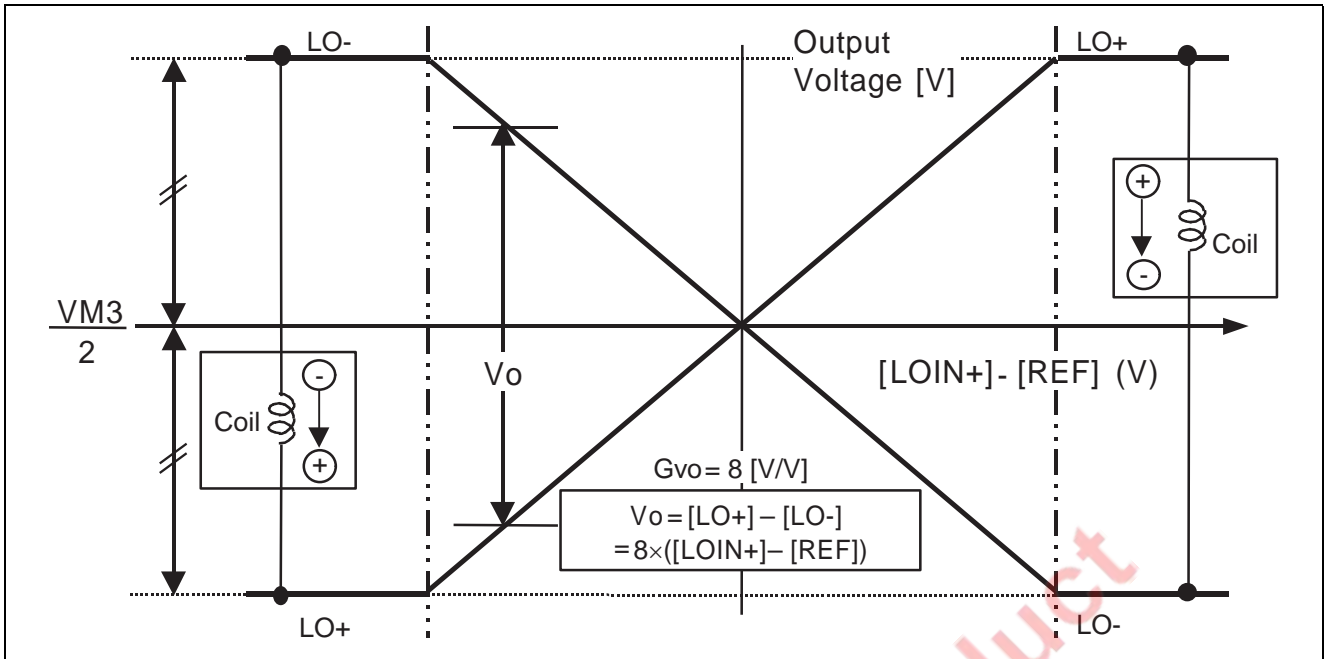 LO-
Output
Voltage [V]
LO+
+
-
Coil
VM3
2
[LOIN+]- [REF] (V)
Vo
-
Coil
+
Gvo= 8 [V/V]
Vo=[LO+] – [LO-]
=8×([LOIN+]– [REF])
LO+
LO-